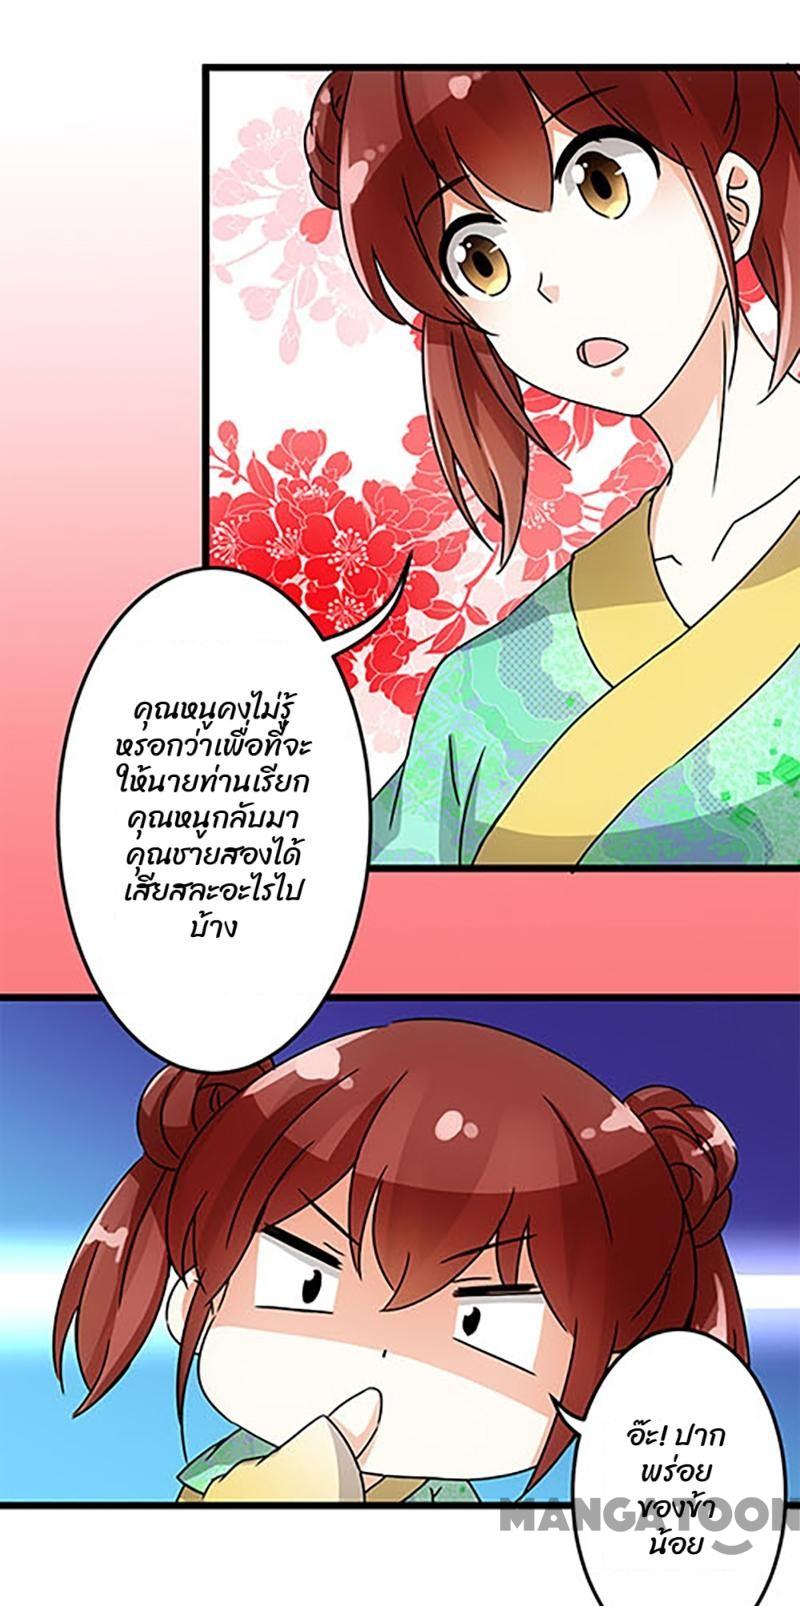 คุณหนูคงไม่รู้
หรอกว่าเพื่อที่จะ
ให้นายท่านเรียก
คุณหนูกลับมา
คุณชายสองได้
เสียสละอะไรไป
บ้าง
อ๊ะ! ปาก
พร่อย
ของข้า
น้อย
MANGATOON